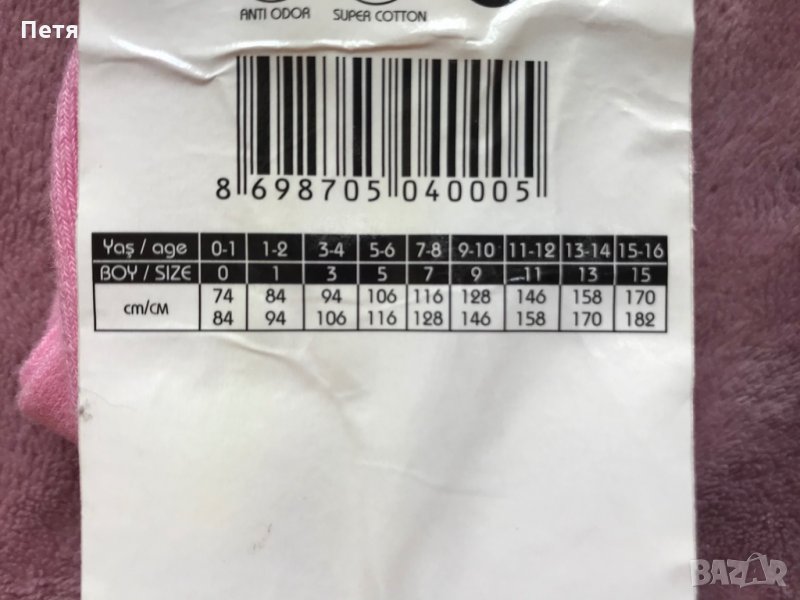 Петя
ANTI ODOR SUPER COTTON
8 698705 040005
Yaş / age 0-1 1-2 3-4 5-6 7-8 9-10 11-12 13-14 15-16
BOY / SIZE 0 1 3 5 7 9 11 13 15
cm/CM 74 84 94 106 116 128 146 158 170
84 94 106 116 128 146 158 170 182
BAZAR